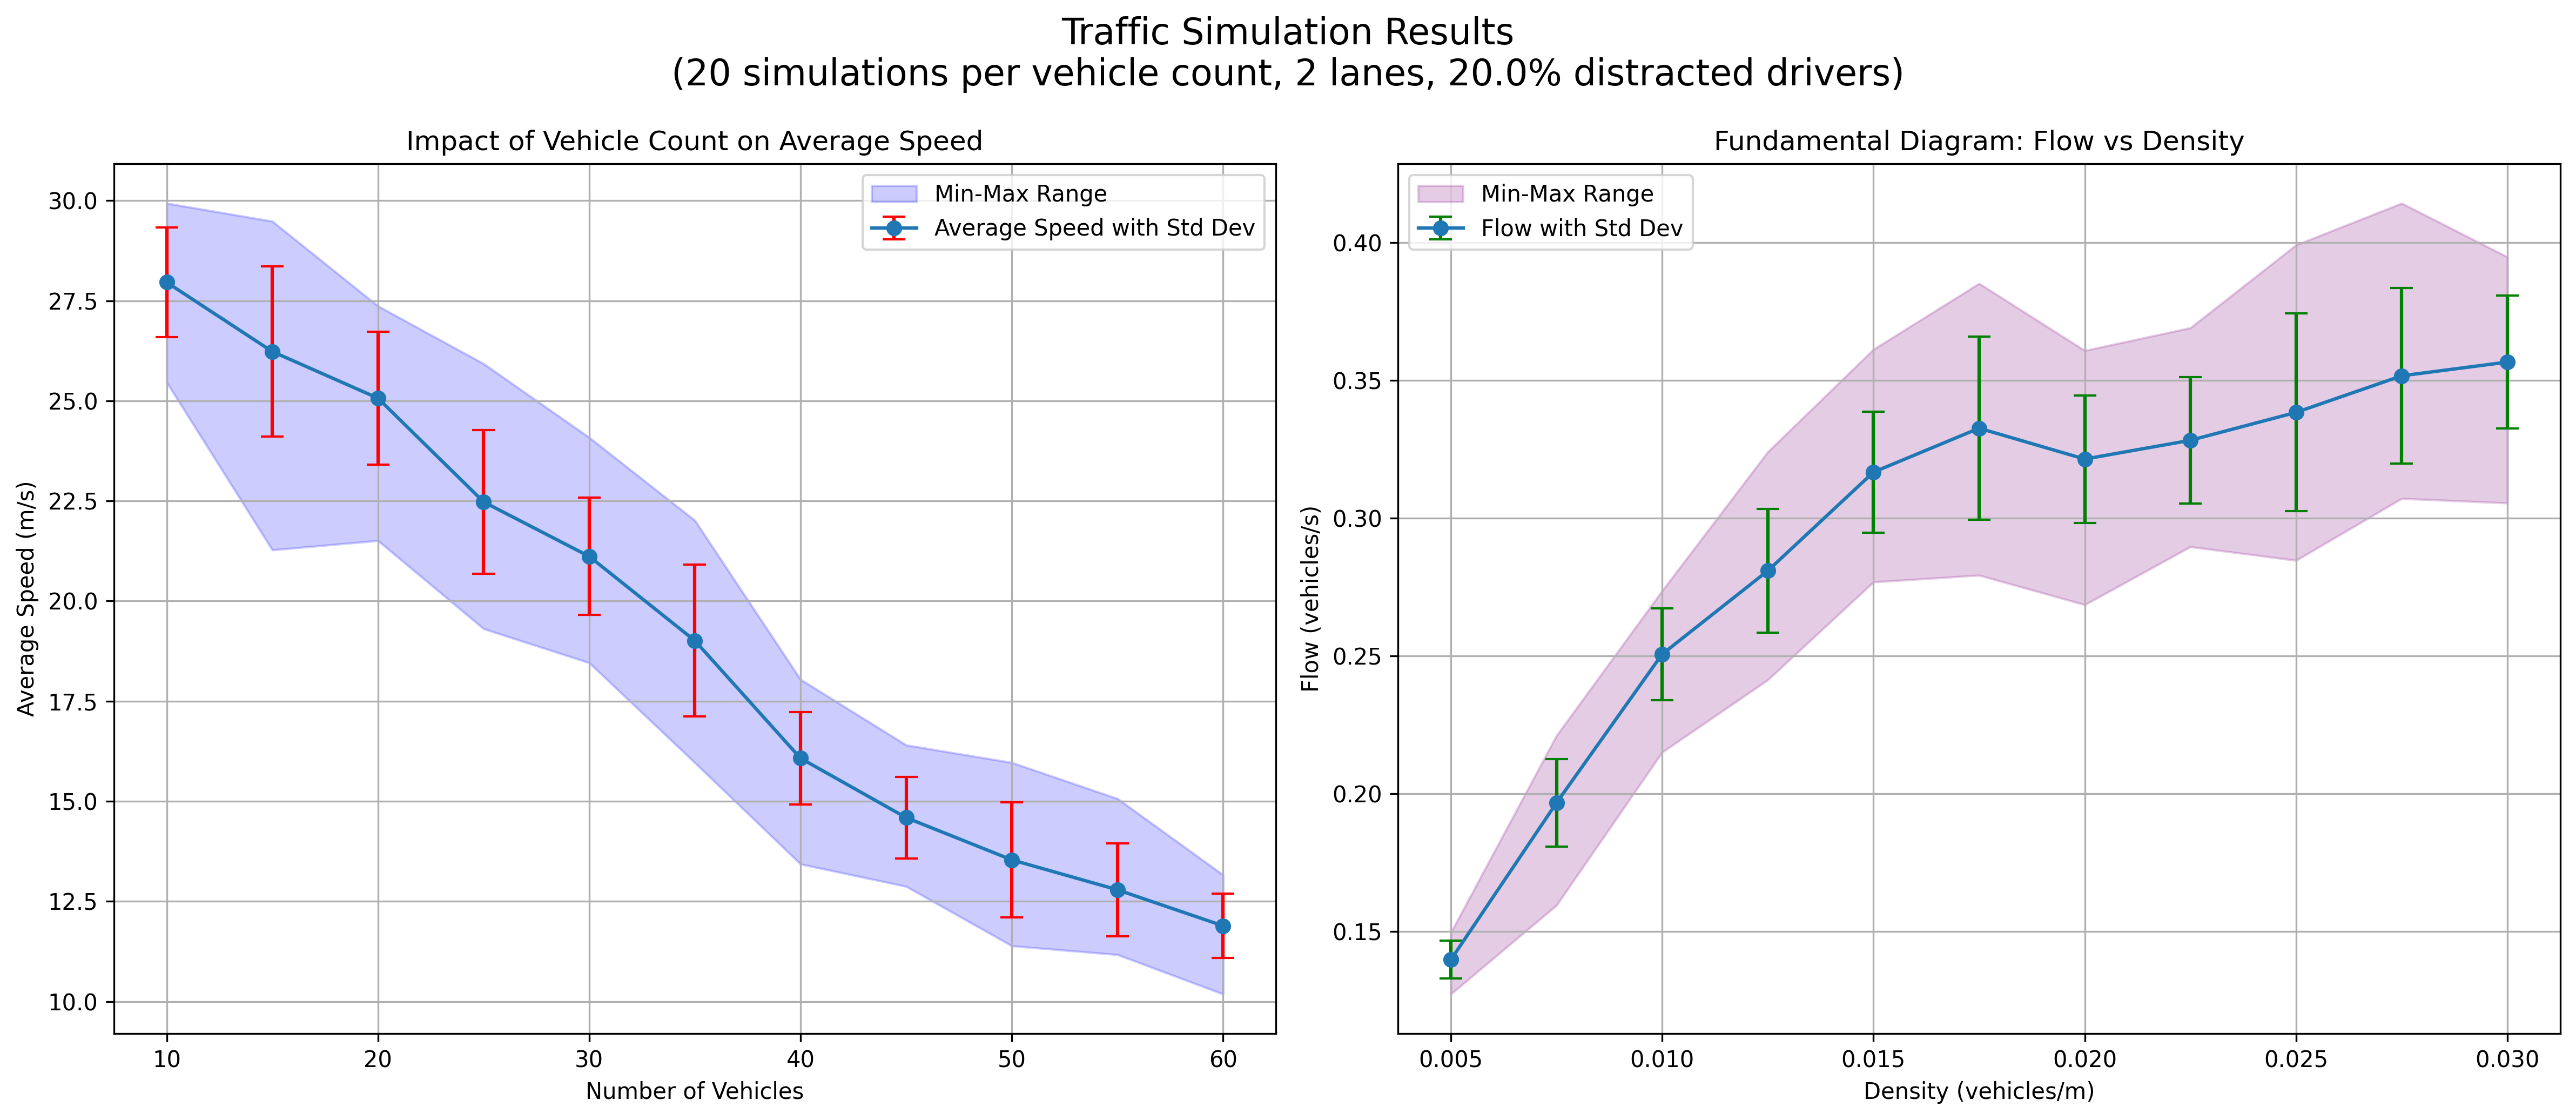 Traffic Simulation Results
(20 simulations per vehicle count, 2 lanes, 20.0% distracted drivers)
Impact of Vehicle Count on Average Speed
Min-Max Range
Average Speed with Std Dev
30.0
27.5
25.0
22.5
20.0
17.5
15.0
12.5
10.0
Average Speed (m/s)
10
20
30
40
50
60
Number of Vehicles
Fundamental Diagram: Flow vs Density
Min-Max Range
Flow with Std Dev
0.40
0.35
0.30
0.25
0.20
0.15
Flow (vehicles/s)
0.005
0.010
0.015
0.020
0.025
0.030
Density (vehicles/m)